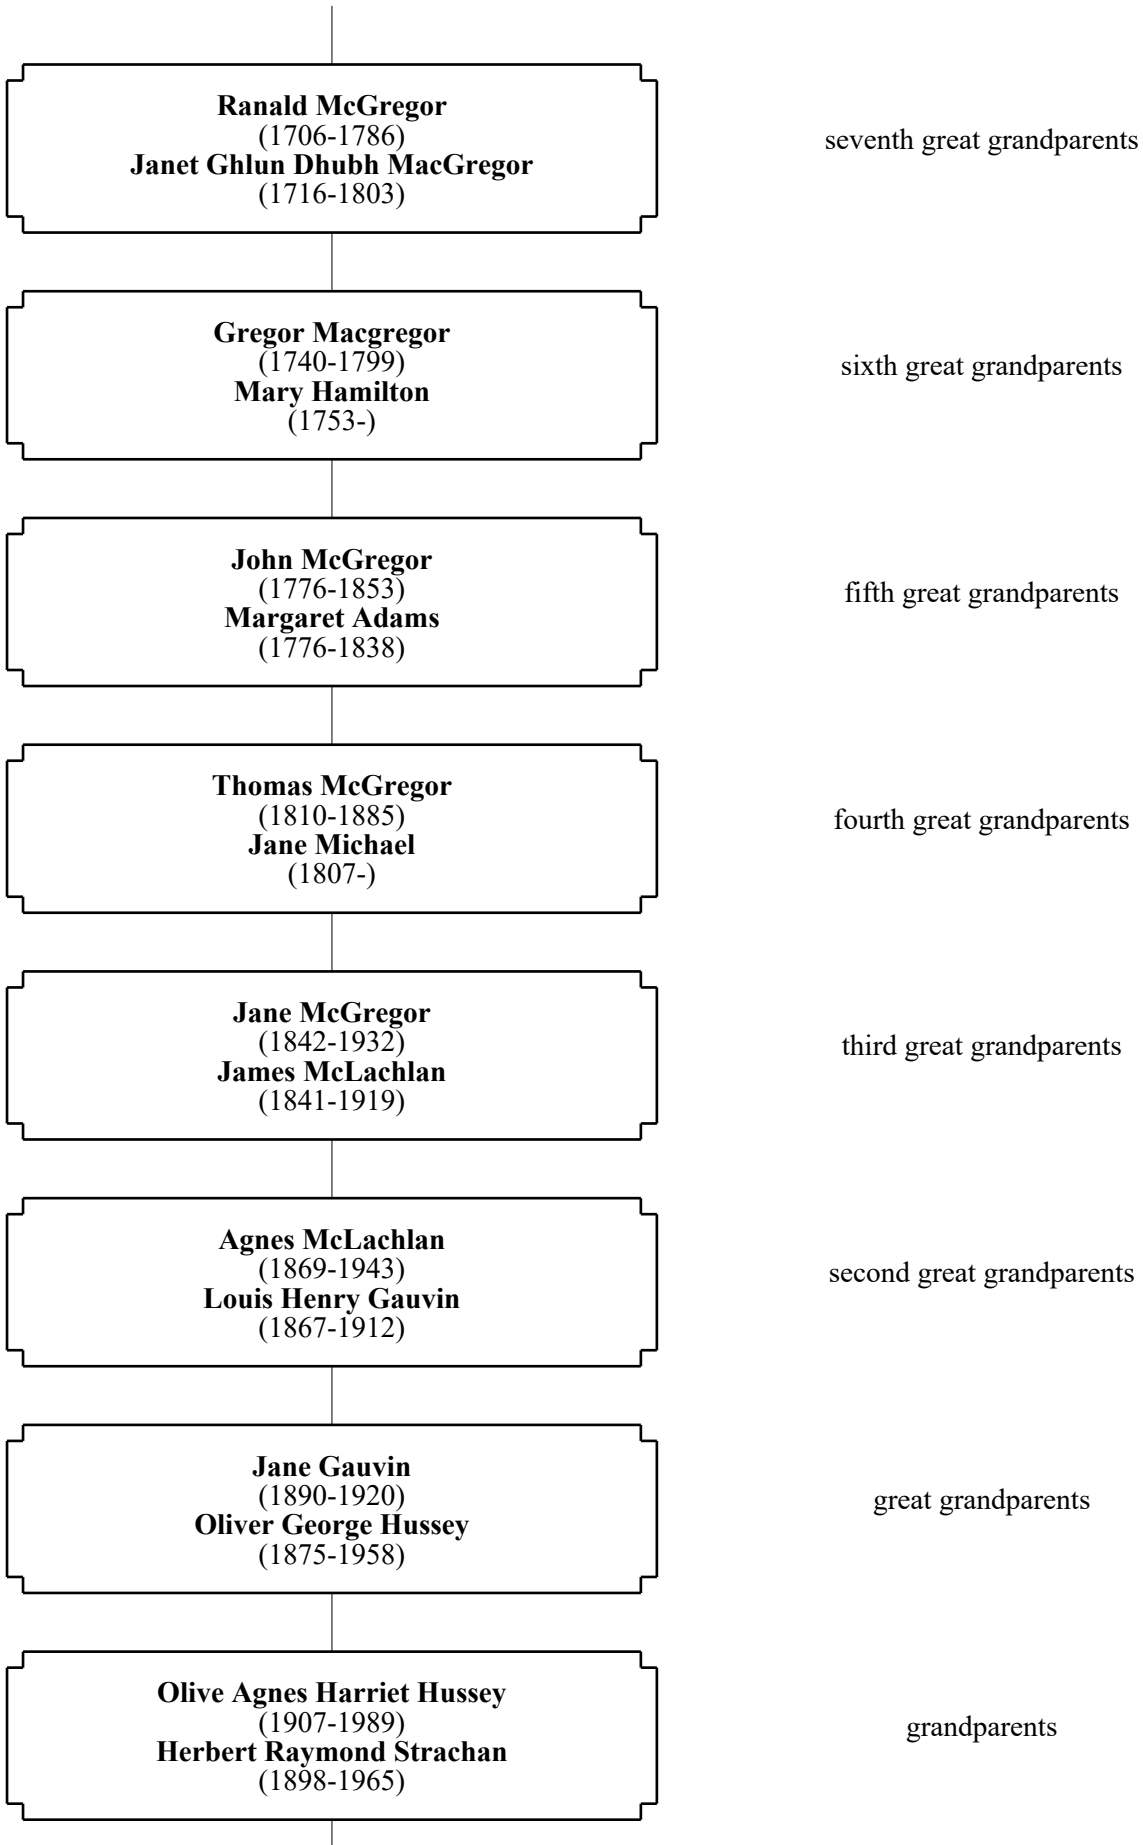 Ranald McGregor
(1706-1786)
Janet Ghlun Dhubh MacGregor
(1716-1803)
seventh great grandparents
Gregor Macgregor
(1740-1799)
Mary Hamilton
(1753-)
sixth great grandparents
John McGregor
(1776-1853)
Margaret Adams
(1776-1838)
fifth great grandparents
Thomas McGregor
(1810-1885)
Jane Michael
(1807-)
fourth great grandparents
Jane McGregor
(1842-1932)
James McLachlan
(1841-1919)
third great grandparents
Agnes McLachlan
(1869-1943)
Louis Henry Gauvin
(1867-1912)
second great grandparents
Jane Gauvin
(1890-1920)
Oliver George Hussey
(1875-1958)
great grandparents
Olive Agnes Harriet Hussey
(1907-1989)
Herbert Raymond Strachan
(1898-1965)
grandparents